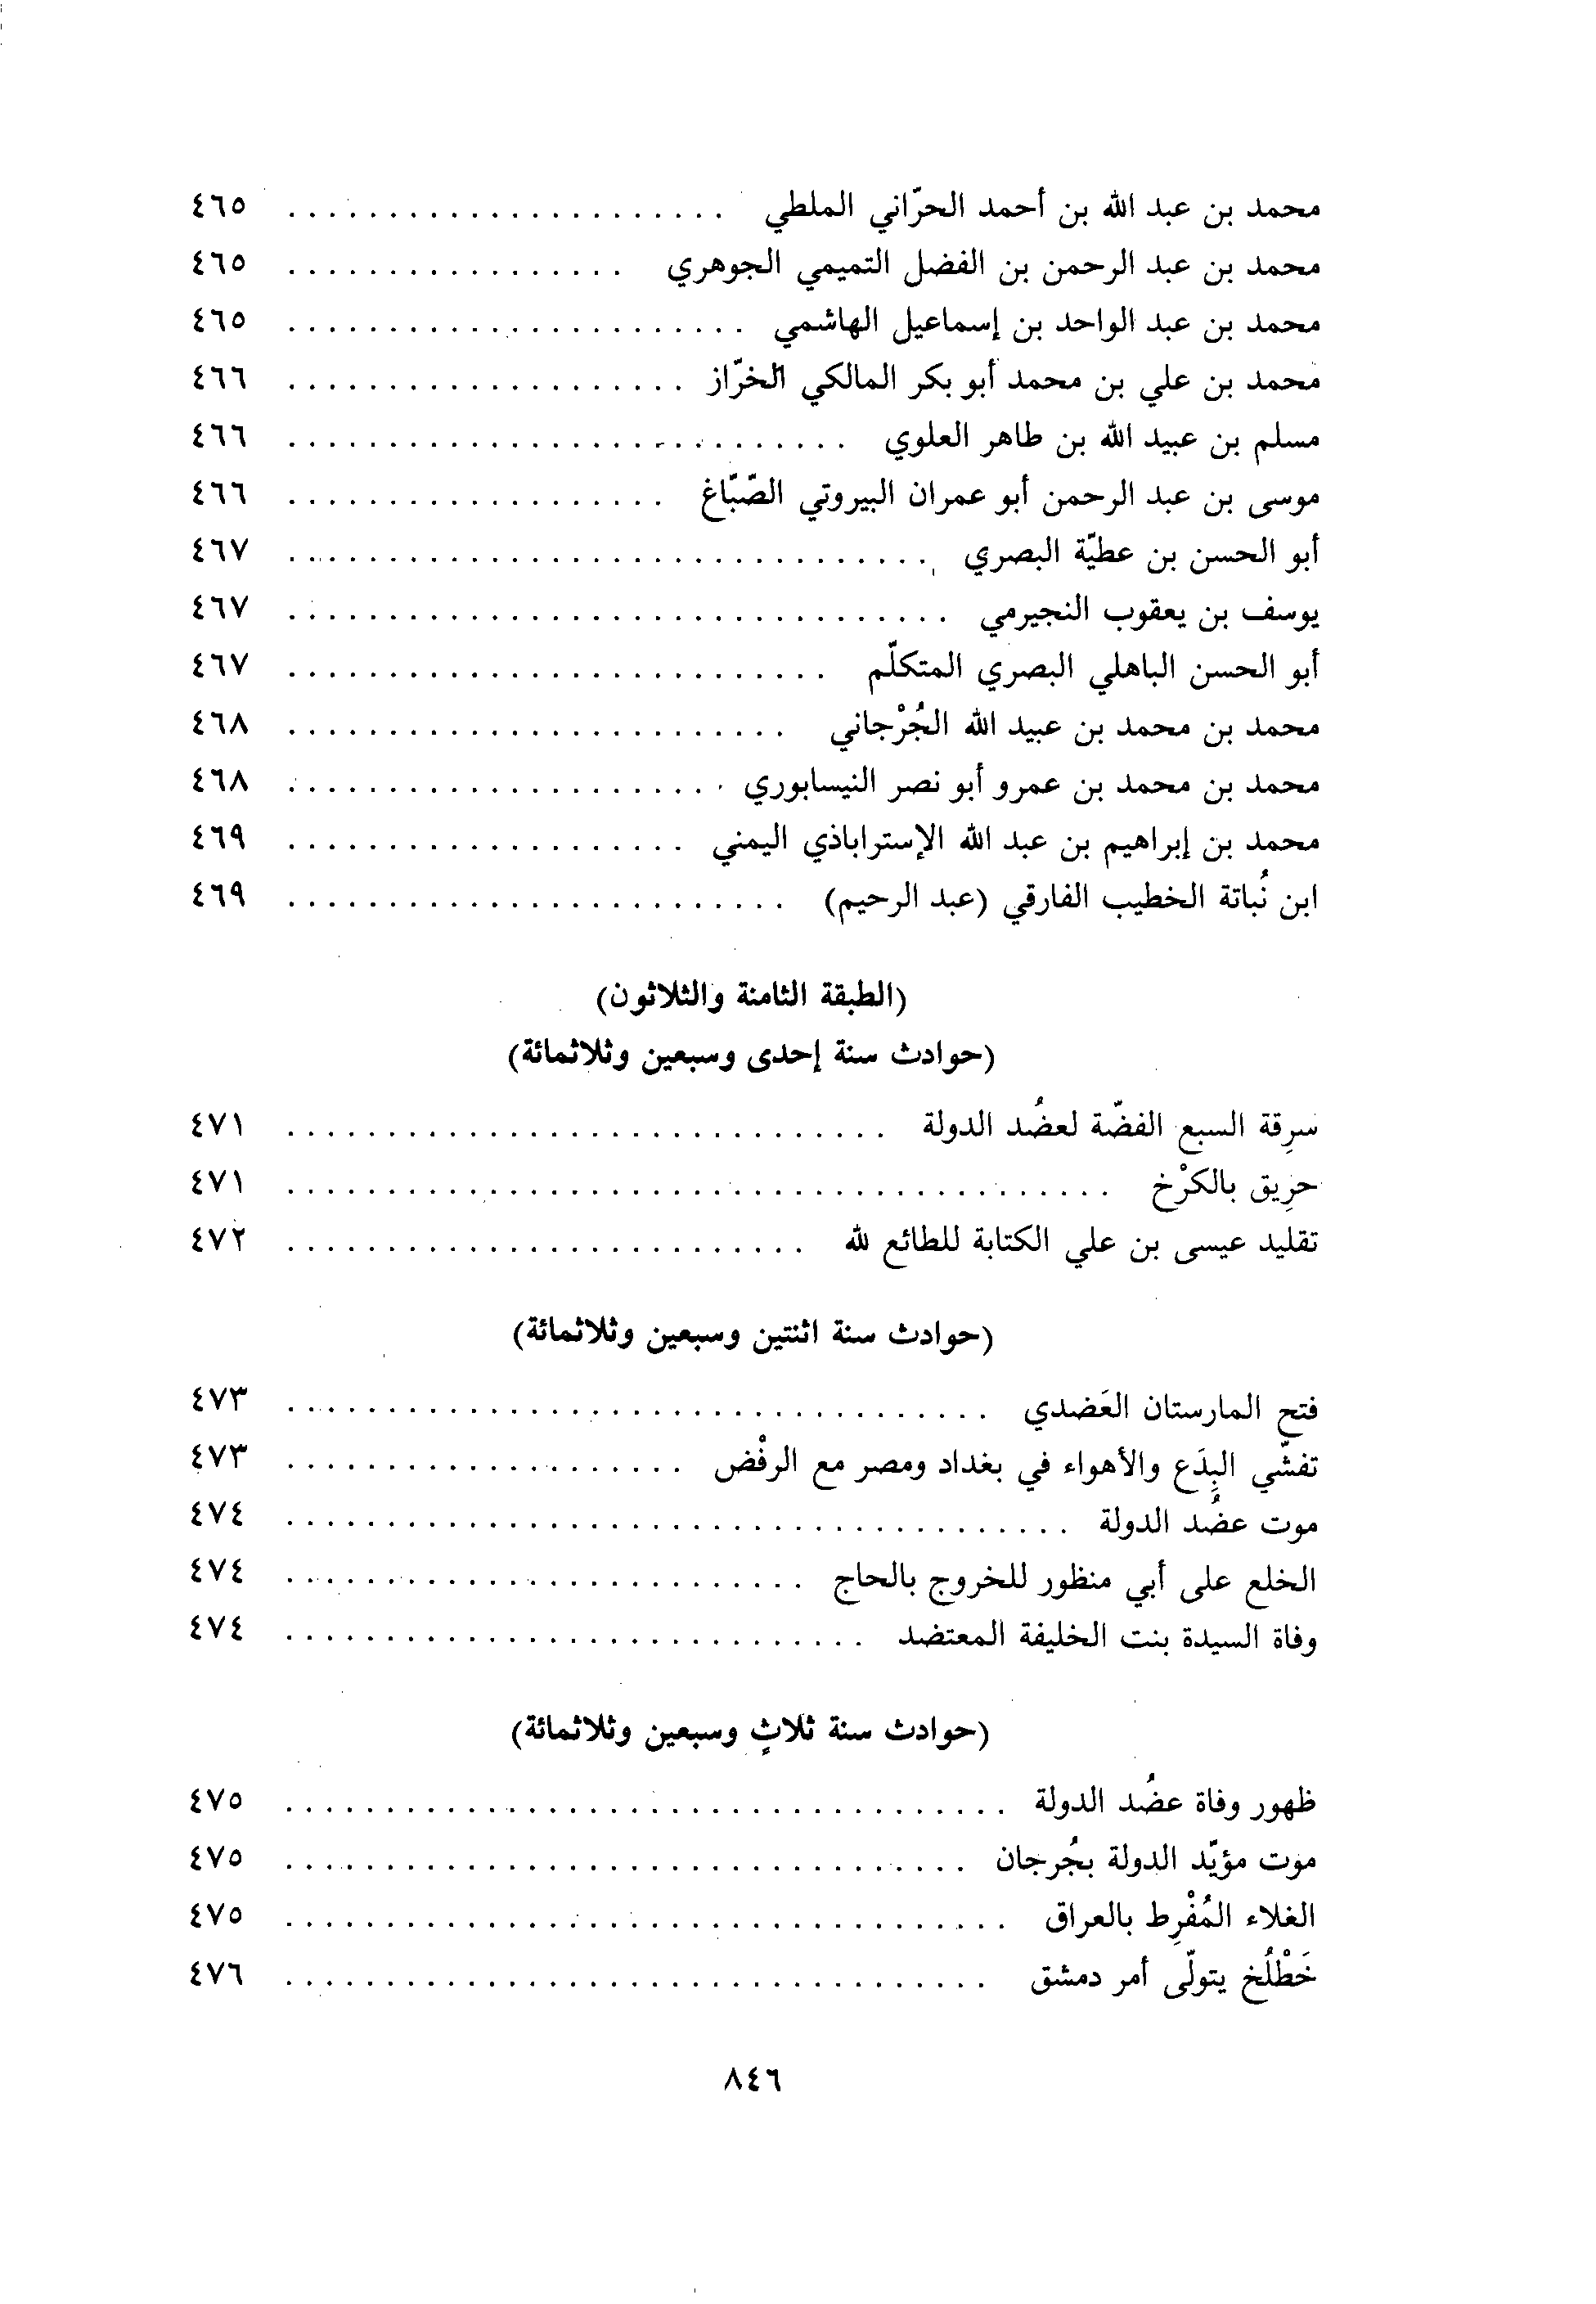 محمد بن عبد الله بن أحمد الحرّاني الملطي . . . . . . . . . . . . . . . . . . . . . . ٤٦٥
محمد بن عبد الرحمن بن الفضل التميمي الجوهري . . . . . . . . . . . . . . . . . ٤٦٥
محمد بن عبد الواحد بن إسماعيل الهاشمي . . . . . . . . . . . . . . . . . . . . . . . ٤٦٥
محمد بن علي بن محمد أبو بكر المالكي الخرّاز . . . . . . . . . . . . . . . . . . . . ٤٦٦
مسلم بن عبيد الله بن طاهر العلوي . . . . . . . . . . . . . . . . . . . . . . . . . . . . ٤٦٦
موسى بن عبد الرحمن أبو عمران البيروتي الصّبّاغ . . . . . . . . . . . . . . . . . . . ٤٦٦
أبو الحسن بن عطيّة البصري . . . . . . . . . . . . . . . . . . . . . . . . . . . . . . . . ٤٦٧
يوسف بن يعقوب النجيرمي . . . . . . . . . . . . . . . . . . . . . . . . . . . . . . . . . ٤٦٧
أبو الحسن الباهلي البصري المتكلّم . . . . . . . . . . . . . . . . . . . . . . . . . . . ٤٦٧
محمد بن محمد بن عبيد الله الجُرْجاني . . . . . . . . . . . . . . . . . . . . . . . . . ٤٦٨
محمد بن محمد بن عمرو أبو نصر النيسابوري . . . . . . . . . . . . . . . . . . . . . . ٤٦٨
محمد بن إبراهيم بن عبد الله الإستراباذي اليمني . . . . . . . . . . . . . . . . . . . . ٤٦٩
ابن نُباتة الخطيب الفارقي (عبد الرحيم) . . . . . . . . . . . . . . . . . . . . . . . . . ٤٦٩
(الطبقة الثامنة والثلاثون)
(حوادث سنة إحدى وسبعين وثلاثمائة)
سرِقة السبع الفضّة لعضُد الدولة . . . . . . . . . . . . . . . . . . . . . . . . . . . . . . ٤٧١
حرِيق بالكرْخ . . . . . . . . . . . . . . . . . . . . . . . . . . . . . . . . . . . . . . . . . ٤٧١
تقليد عيسى بن علي الكتابة للطائع لله . . . . . . . . . . . . . . . . . . . . . . . . . . ٤٧٢
(حوادث سنة اثنتين وسبعين وثلاثمائة)
فتح المارستان العَضدي . . . . . . . . . . . . . . . . . . . . . . . . . . . . . . . . . . . ٤٧٣
تفشّي البِدَع والأهواء في بغداد ومصر مع الرفْض . . . . . . . . . . . . . . . . . . . . ٤٧٣
موت عضُد الدولة . . . . . . . . . . . . . . . . . . . . . . . . . . . . . . . . . . . . . . . ٤٧٤
الخلع على أبي منظور للخروج بالحاج . . . . . . . . . . . . . . . . . . . . . . . . . . ٤٧٤
وفاة السيدة بنت الخليفة المعتضد . . . . . . . . . . . . . . . . . . . . . . . . . . . . . ٤٧٤
(حوادث سنة ثلاثٍ وسبعين وثلاثمائة)
ظهور وفاة عضُد الدولة . . . . . . . . . . . . . . . . . . . . . . . . . . . . . . . . . . . . ٤٧٥
موت مؤيّد الدولة بجُرجان . . . . . . . . . . . . . . . . . . . . . . . . . . . . . . . . . . ٤٧٥
الغلاء المُفْرِط بالعراق . . . . . . . . . . . . . . . . . . . . . . . . . . . . . . . . . . . . ٤٧٥
خَطْلُخ يتولّى أمر دمشق . . . . . . . . . . . . . . . . . . . . . . . . . . . . . . . . . . . ٤٧٦
٨٤٦